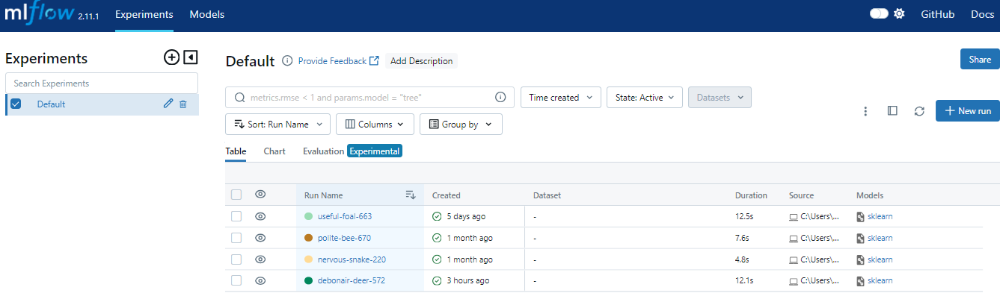 mlflow 2.11.1 Experiments Models GitHub Docs
Experiments
Search Experiments
Default
Default Provide Feedback Add Description Share
metrics.rmse < 1 and params.model = "tree" Time created State: Active Datasets
Sort: Run Name Columns Group by + New run
Table Chart Evaluation Experimental
Run Name Created Dataset Duration Source Models
useful-foal-663 5 days ago - 12.5s C:\Users\... sklearn
polite-bee-670 1 month ago - 7.6s C:\Users\... sklearn
nervous-snake-220 1 month ago - 4.8s C:\Users\... sklearn
debonair-deer-572 3 hours ago - 12.1s C:\Users\... sklearn